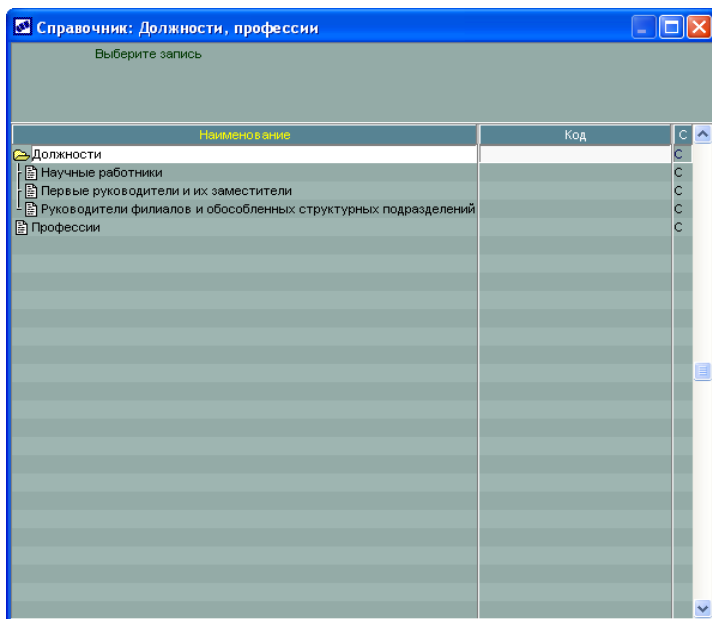 Справочник: Должности, профессии
Выберите запись
Наименование Код С
Должности С
Научные работники С
Первые руководители и их заместители С
Руководители филиалов и обособленных структурных подразделений С
Профессии С